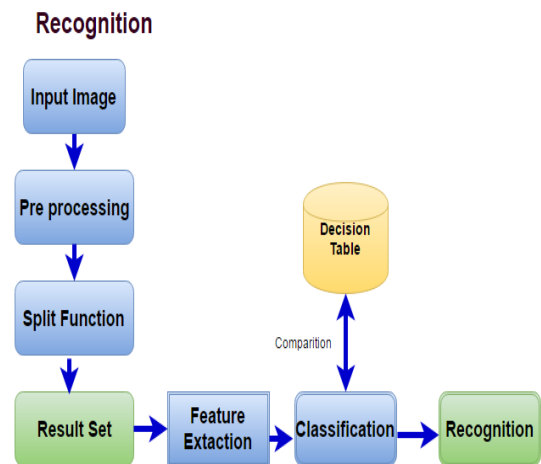 Recognition
Input Image
Pre processing
Split Function
Result Set
Feature
Extaction
Classification
Comparition
Decision
Table
Recognition